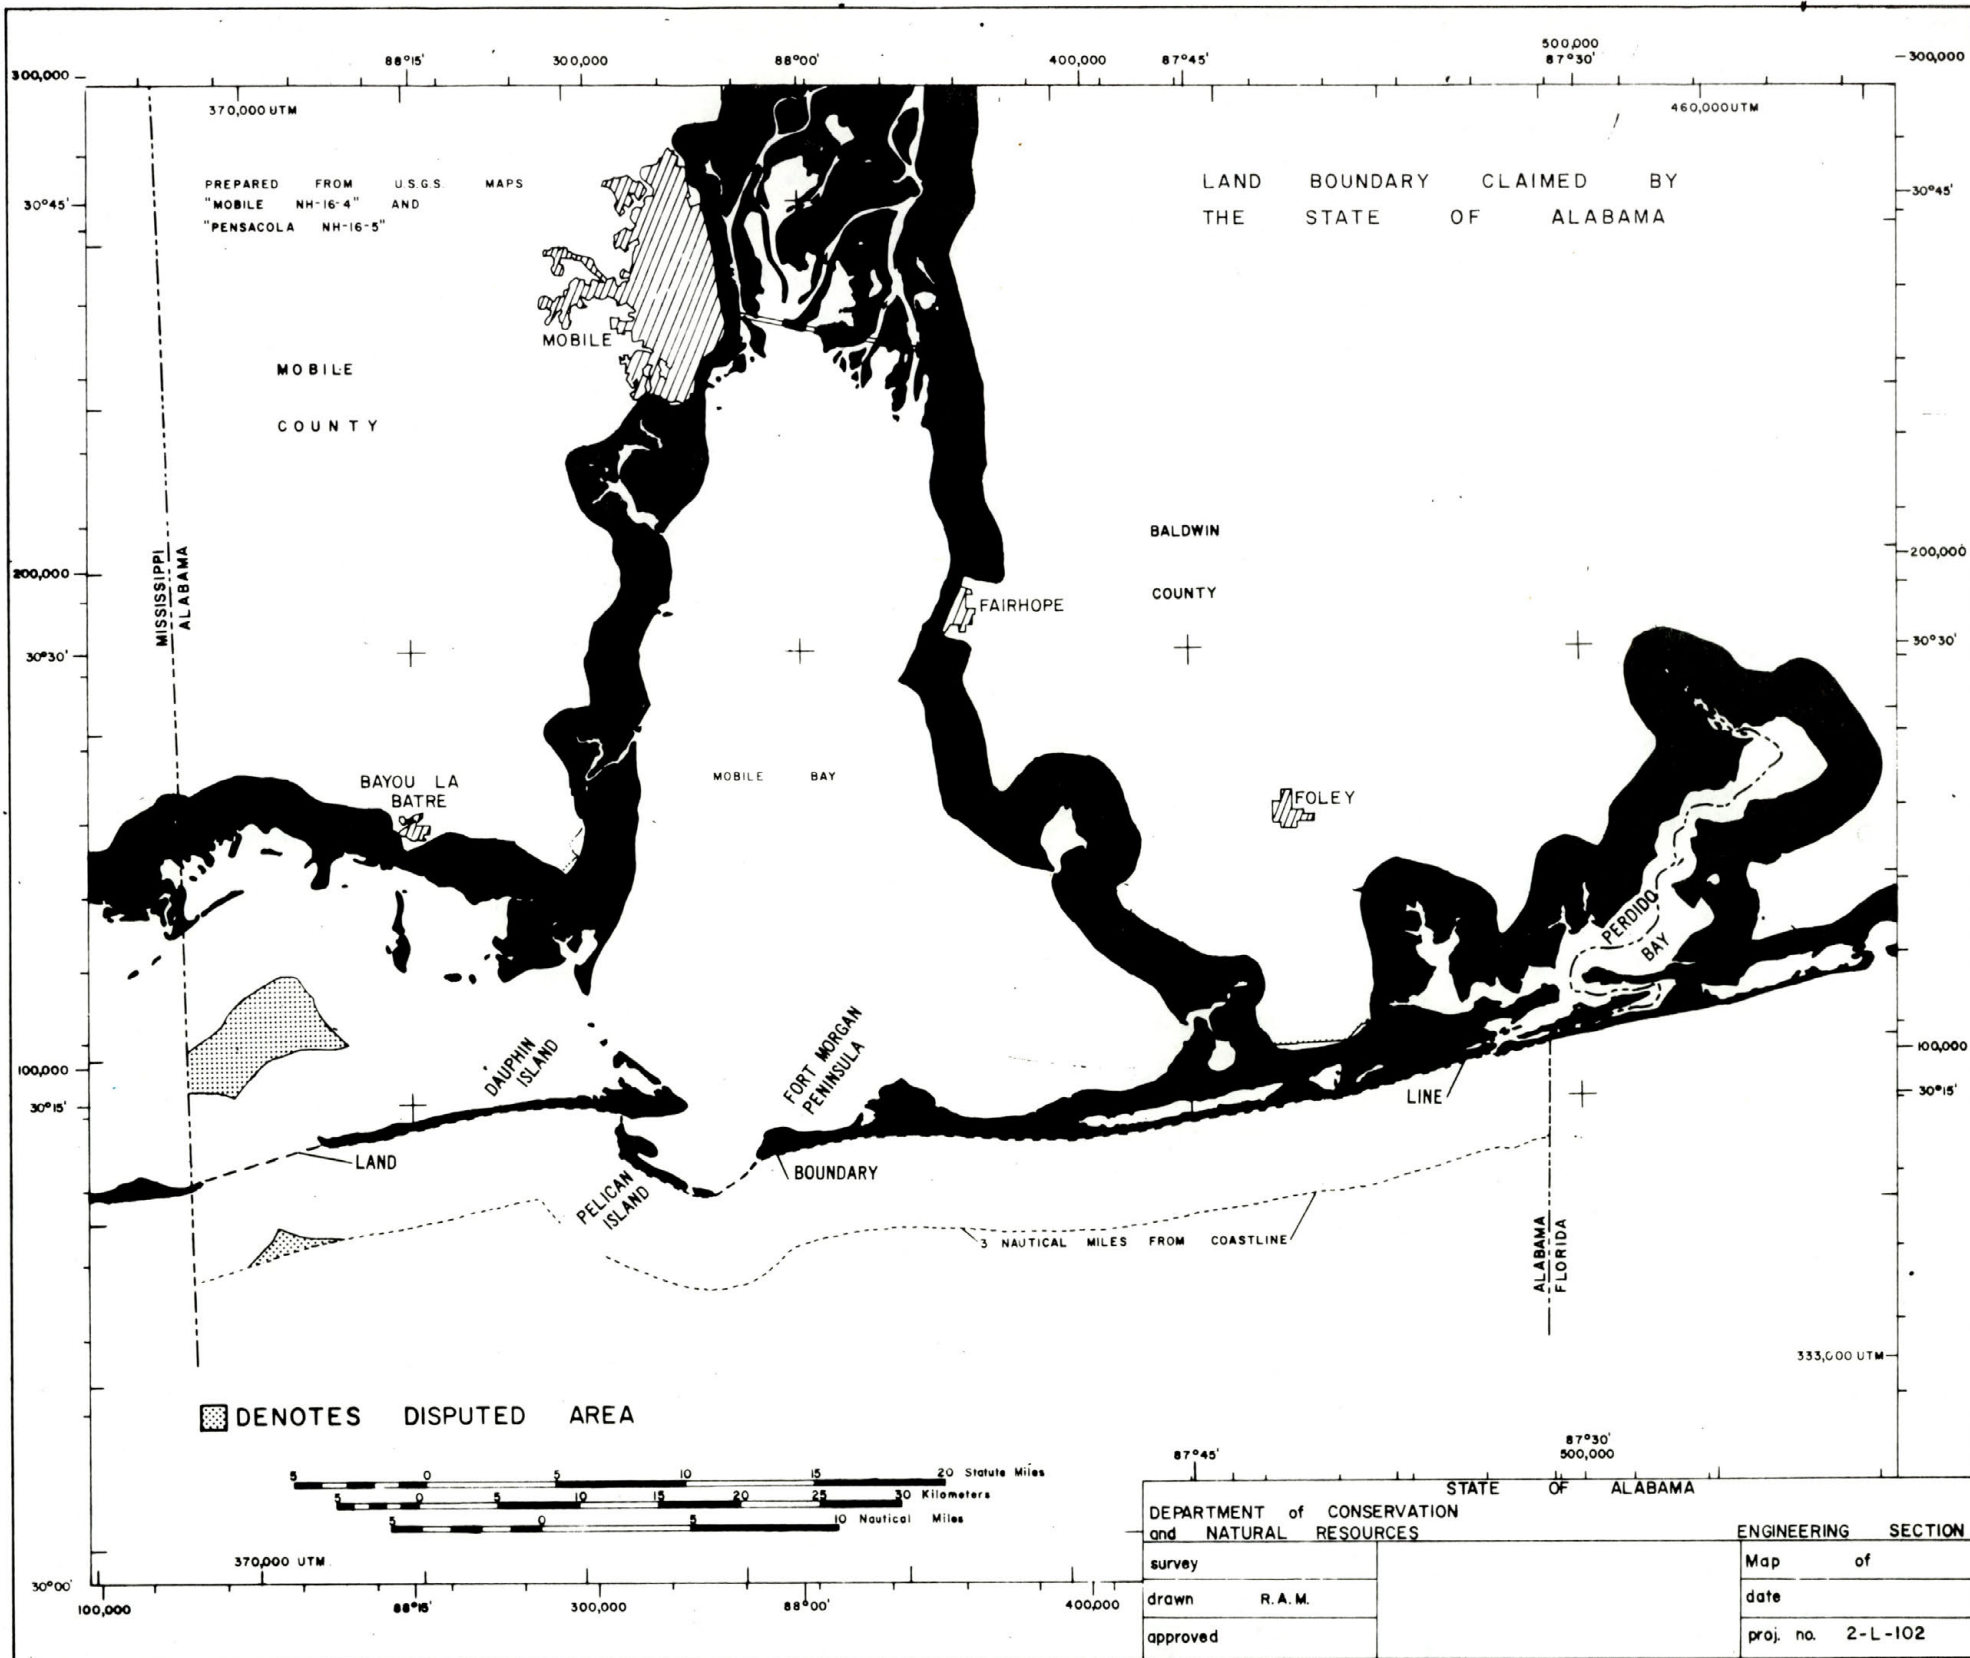 500,000
88°15'
300,000
88°00'
400,000
87°45'
87°30'
300,000
300,000
370,000 UTM
460,000 UTM
PREPARED FROM U.S.G.S. MAPS
"MOBILE NH-16-4" AND
"PENSACOLA NH-16-5"
LAND BOUNDARY CLAIMED BY
THE STATE OF ALABAMA
30°45'
30°45'
MOBILE
MOBILE
COUNTY
BALDWIN
COUNTY
MISSISSIPPI
ALABAMA
200,000
200,000
FAIRHOPE
30°30'
30°30'
MOBILE BAY
BAYOU LA
BATRE
FOLEY
PERDIDO
BAY
DAUPHIN
ISLAND
FORT MORGAN
PENINSULA
100,000
100,000
30°15'
30°15'
LINE
LAND
BOUNDARY
PELICAN
ISLAND
3 NAUTICAL MILES FROM COASTLINE
ALABAMA
FLORIDA
333,000 UTM
DENOTES DISPUTED AREA
87°45'
87°30'
500,000
5 0 5 10 15 20 Statute Miles
5 0 5 10 15 20 25 30 Kilometers
5 0 5 10 Nautical Miles
370,000 UTM
30°00'
100,000
88°15'
300,000
88°00'
400,000
STATE OF ALABAMA
DEPARTMENT of CONSERVATION
and NATURAL RESOURCES
ENGINEERING SECTION
survey
Map of
drawn R.A.M.
date
approved
proj. no. 2-L-102